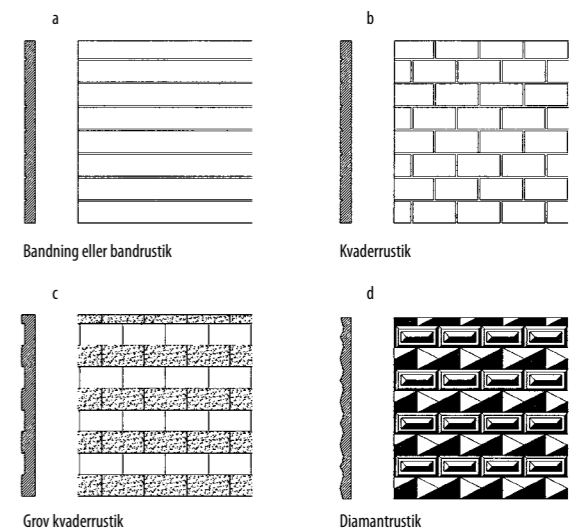 a
b
Bandning eller bandrustik
Kvaderrustik
c
d
Grov kvaderrustik
Diamantrustik